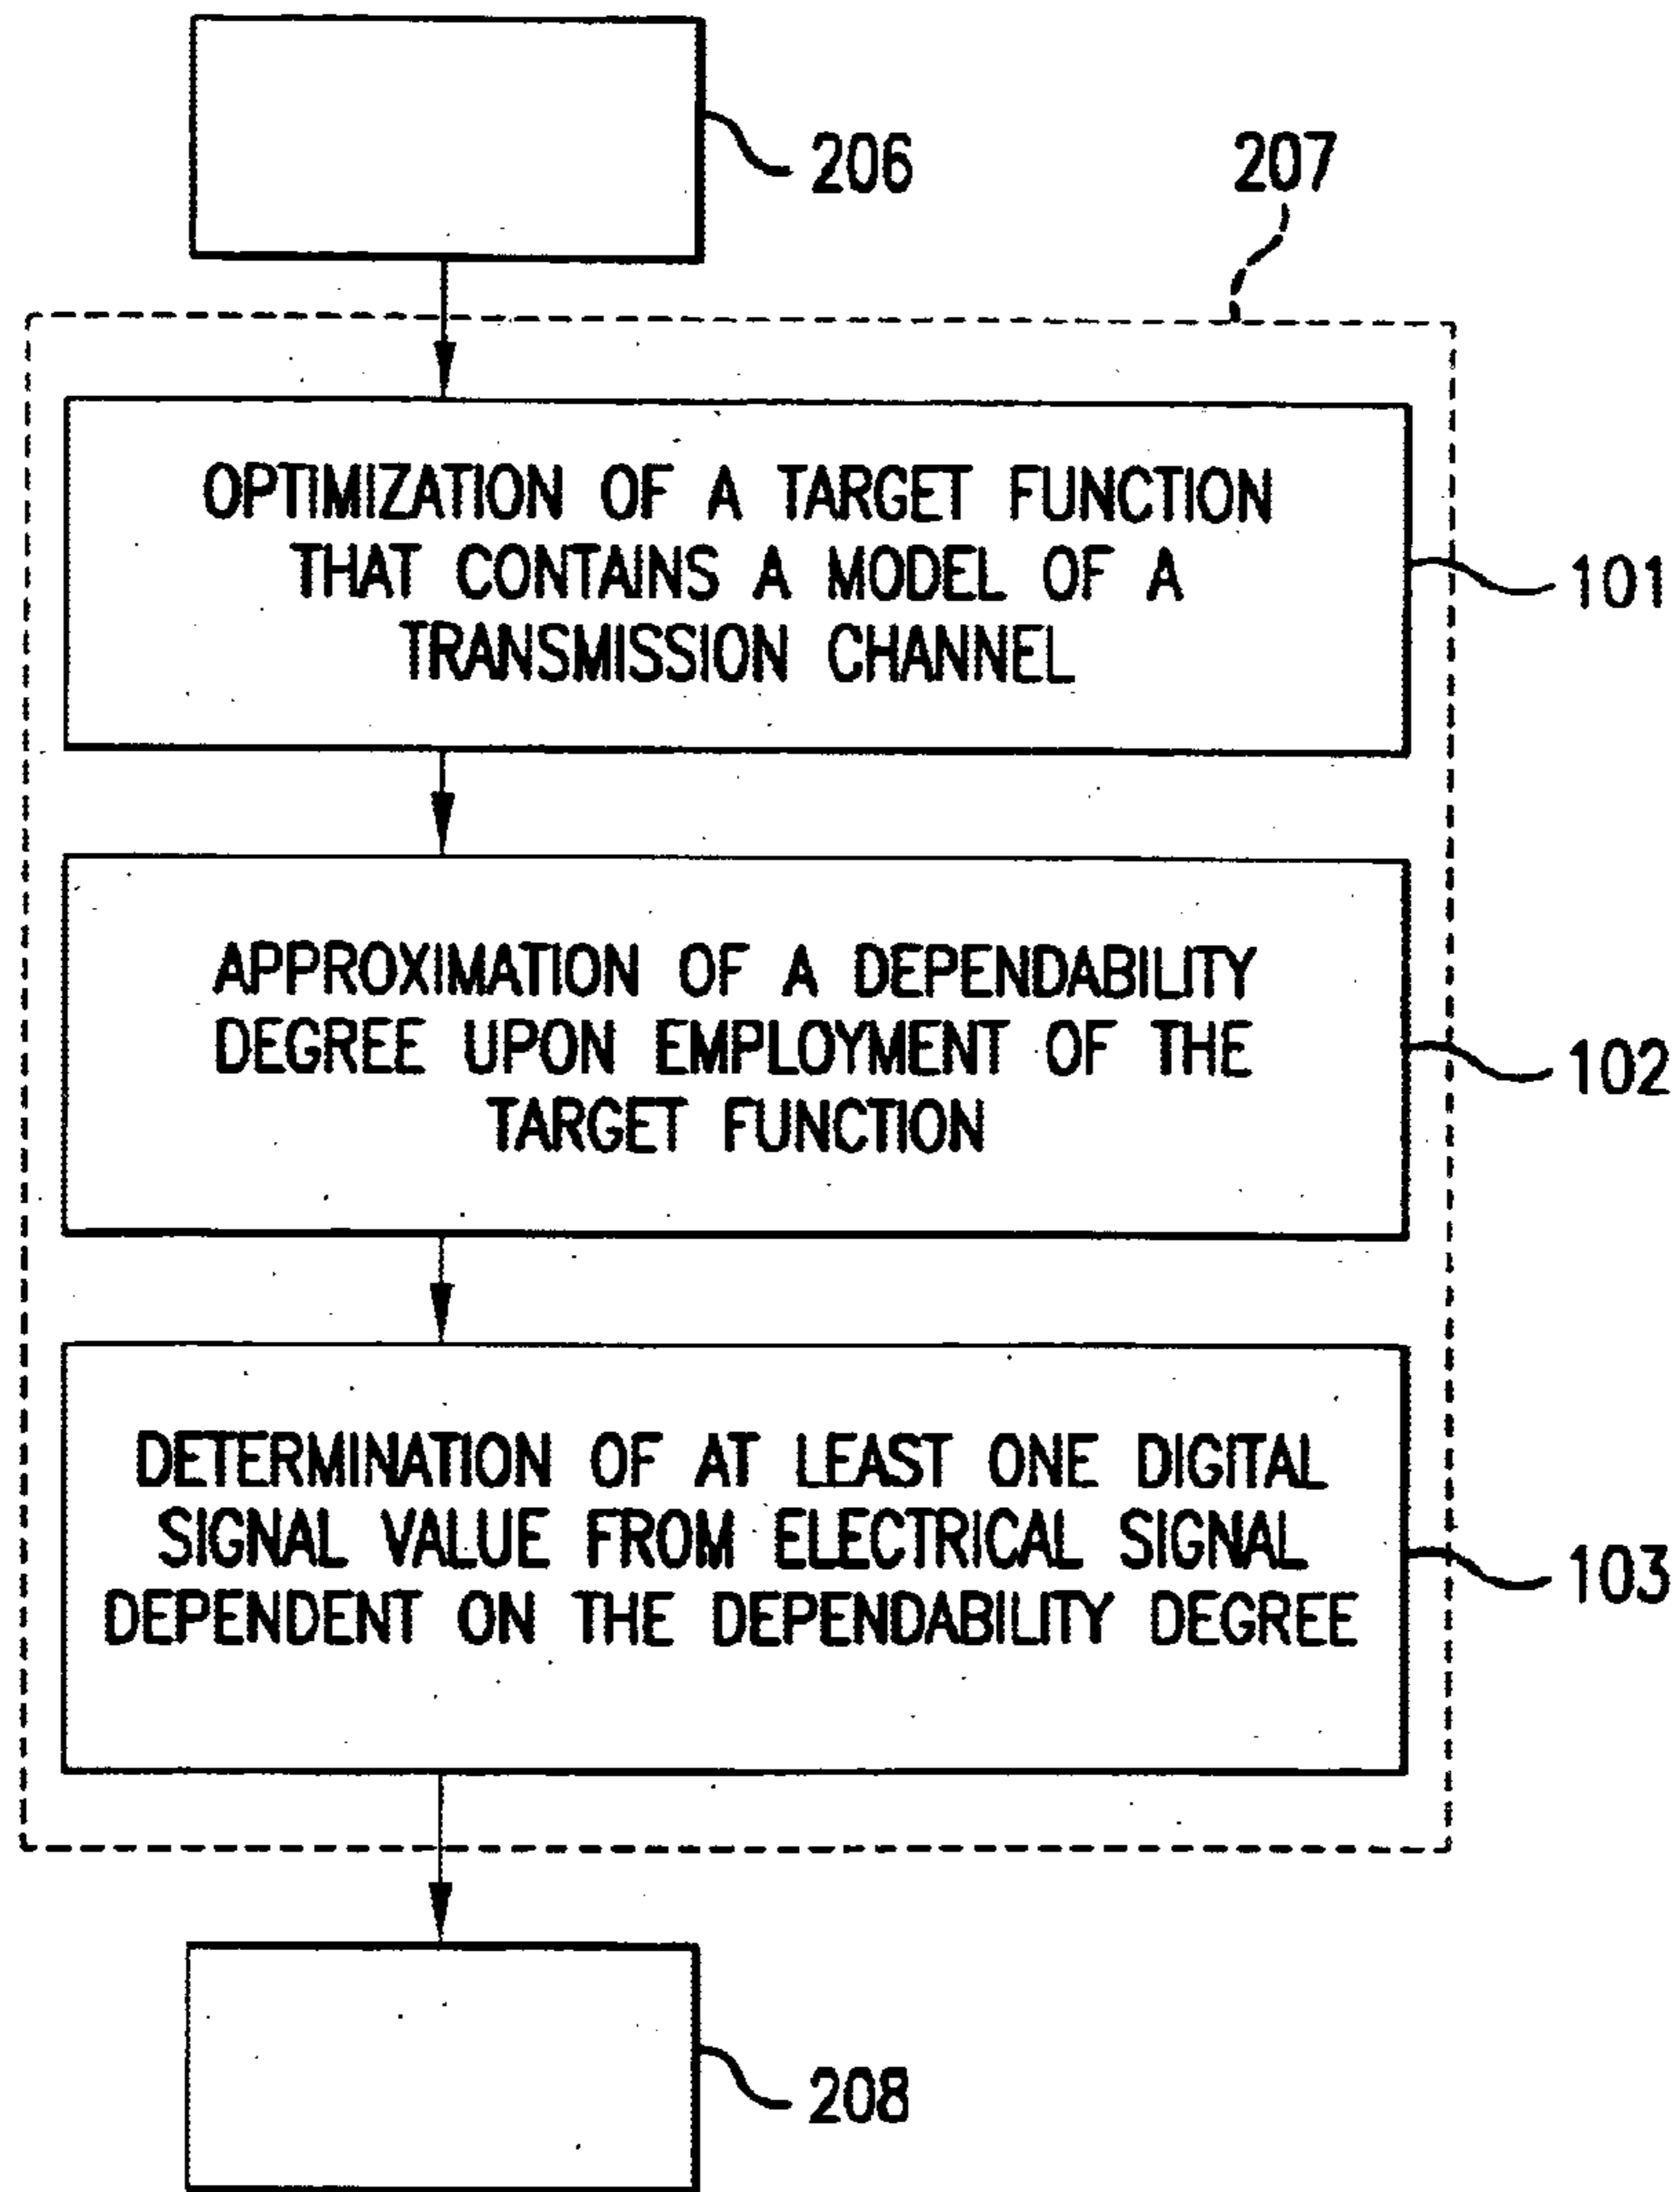 206
207
OPTIMIZATION OF A TARGET FUNCTION
THAT CONTAINS A MODEL OF A
TRANSMISSION CHANNEL
101
APPROXIMATION OF A DEPENDABILITY
DEGREE UPON EMPLOYMENT OF THE
TARGET FUNCTION
102
DETERMINATION OF AT LEAST ONE DIGITAL
SIGNAL VALUE FROM ELECTRICAL SIGNAL
DEPENDENT ON THE DEPENDABILITY DEGREE
103
208